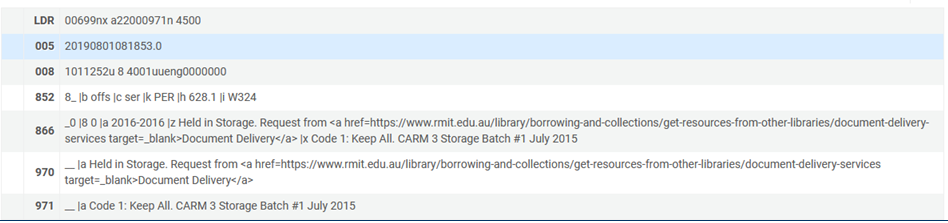 LDR 00699nx a22000971n 4500
005 20190801081853.0
008 1011252u 8 4001uueng0000000
852 8_ |b offs |c ser |k PER |h 628.1 |i W324
866 _0 |8 0 |a 2016-2016 |z Held in Storage. Request from <a href=https://www.rmit.edu.au/library/borrowing-and-collections/get-resources-from-other-libraries/document-delivery-
services target=_blank>Document Delivery</a> |x Code 1: Keep All. CARM 3 Storage Batch #1 July 2015
970 __ |a Held in Storage. Request from <a href=https://www.rmit.edu.au/library/borrowing-and-collections/get-resources-from-other-libraries/document-delivery-services
target=_blank>Document Delivery</a>
971 __ |a Code 1: Keep All. CARM 3 Storage Batch #1 July 2015